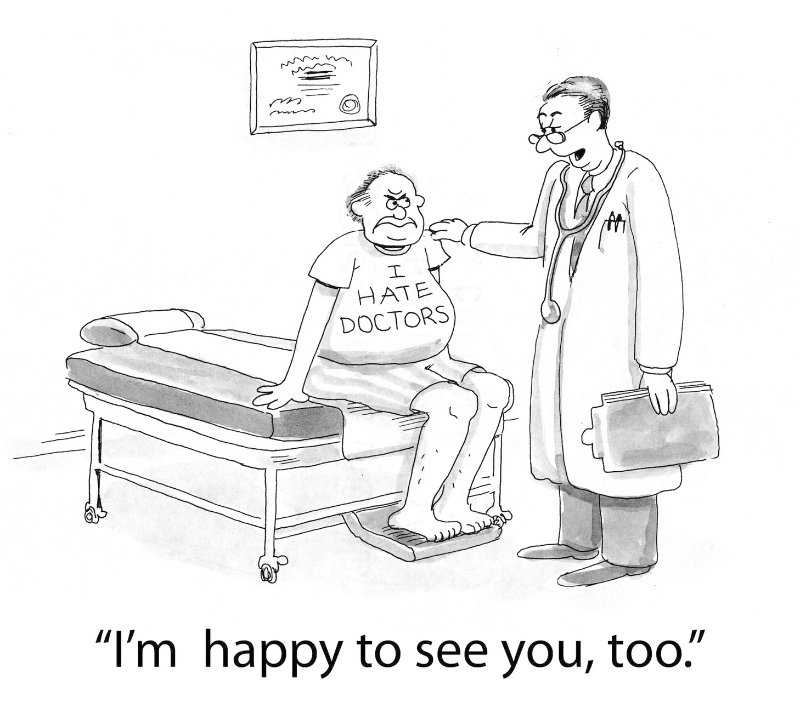 I
HATE
DOCTORS
“I’m  happy to see you, too.”